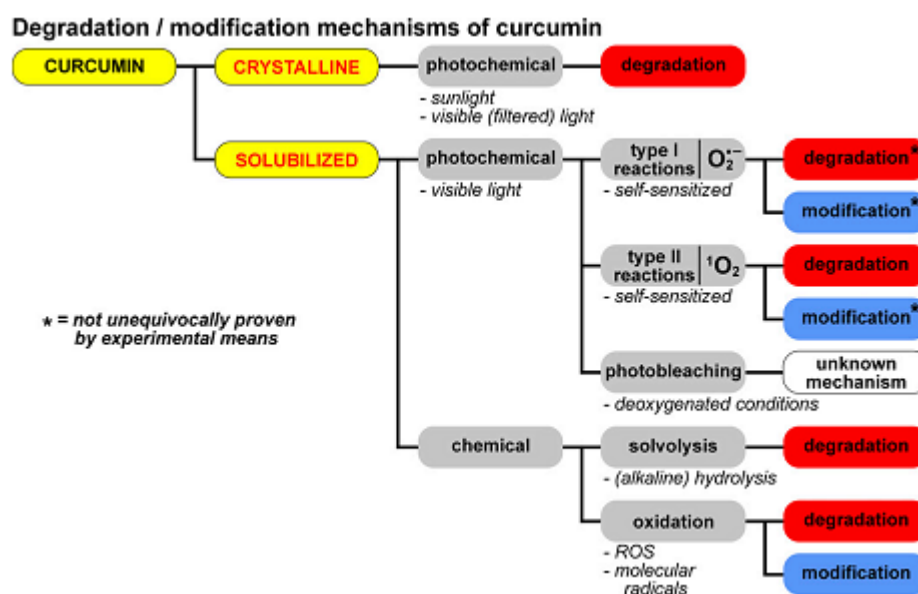 Degradation / modification mechanisms of curcumin
CURCUMIN
CRYSTALLINE
photochemical
degradation
- sunlight
- visible (filtered) light
SOLUBILIZED
photochemical
- visible light
type I
reactions
O₂•−
- self-sensitized
degradation*
modification*
type II
reactions
¹O₂
- self-sensitized
degradation
modification*
* = not unequivocally proven
by experimental means
photobleaching
- deoxygenated conditions
unknown
mechanism
chemical
solvolysis
- (alkaline) hydrolysis
degradation
oxidation
- ROS
- molecular
radicals
degradation
modification